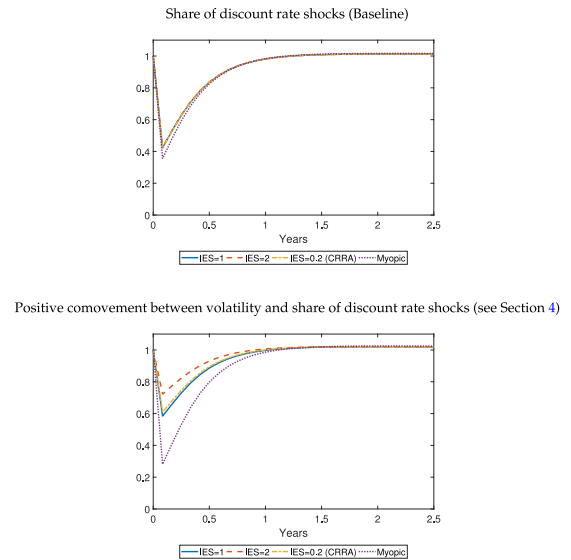 Share of discount rate shocks (Baseline)
1
0.8
0.6
0.4
0.2
0
0 0.5 1 1.5 2 2.5
Years
IES=1 IES=2 IES=0.2 (CRRA) Myopic
Positive comovement between volatility and share of discount rate shocks (see Section 4)
1
0.8
0.6
0.4
0.2
0
0 0.5 1 1.5 2 2.5
Years
IES=1 IES=2 IES=0.2 (CRRA) Myopic